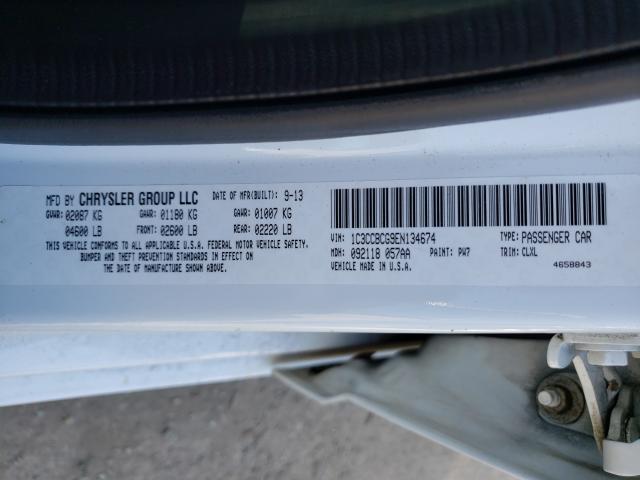 MFD BY CHRYSLER GROUP LLC DATE OF MFR(BUILT): 9-13
GVWR: 02087 KG GAWR: 01180 KG GAWR: 01007 KG
04600 LB FRONT: 02600 LB REAR: 02220 LB
THIS VEHICLE CONFORMS TO ALL APPLICABLE U.S.A. FEDERAL MOTOR VEHICLE SAFETY,
BUMPER AND THEFT PREVENTION STANDARDS IN EFFECT ON
THE DATE OF MANUFACTURE SHOWN ABOVE.
VIN: 1C3CCBCG9EN134674 TYPE: PASSENGER CAR
MDH: 092118 057AA PAINT: PW7 TRIM: CLXL
VEHICLE MADE IN U.S.A. 4658843